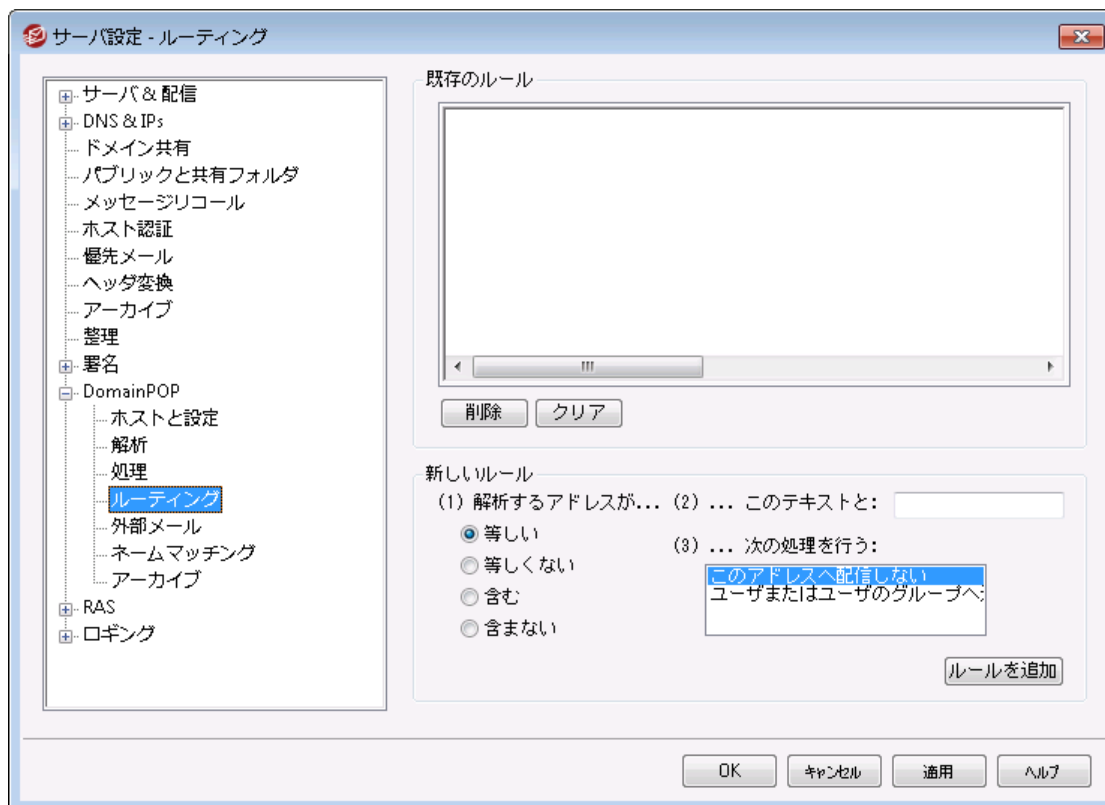 サーバ設定 - ルーティング
サーバ & 配信
DNS & IPs
ドメイン共有
パブリックと共有フォルダ
メッセージリコール
ホスト認証
優先メール
ヘッダ変換
アーカイブ
整理
署名
DomainPOP
ホストと設定
解析
処理
ルーティング
外部メール
ネームマッチング
アーカイブ
RAS
ロギング
既存のルール
削除
クリア
新しいルール
(1) 解析するアドレスが...
等しい
等しくない
含む
含まない
(2) ... このテキストと:
(3) ... 次の処理を行う:
このアドレスへ配信しない
ユーザまたはユーザのグループへ
ルールを追加
OK
キャンセル
適用
ヘルプ